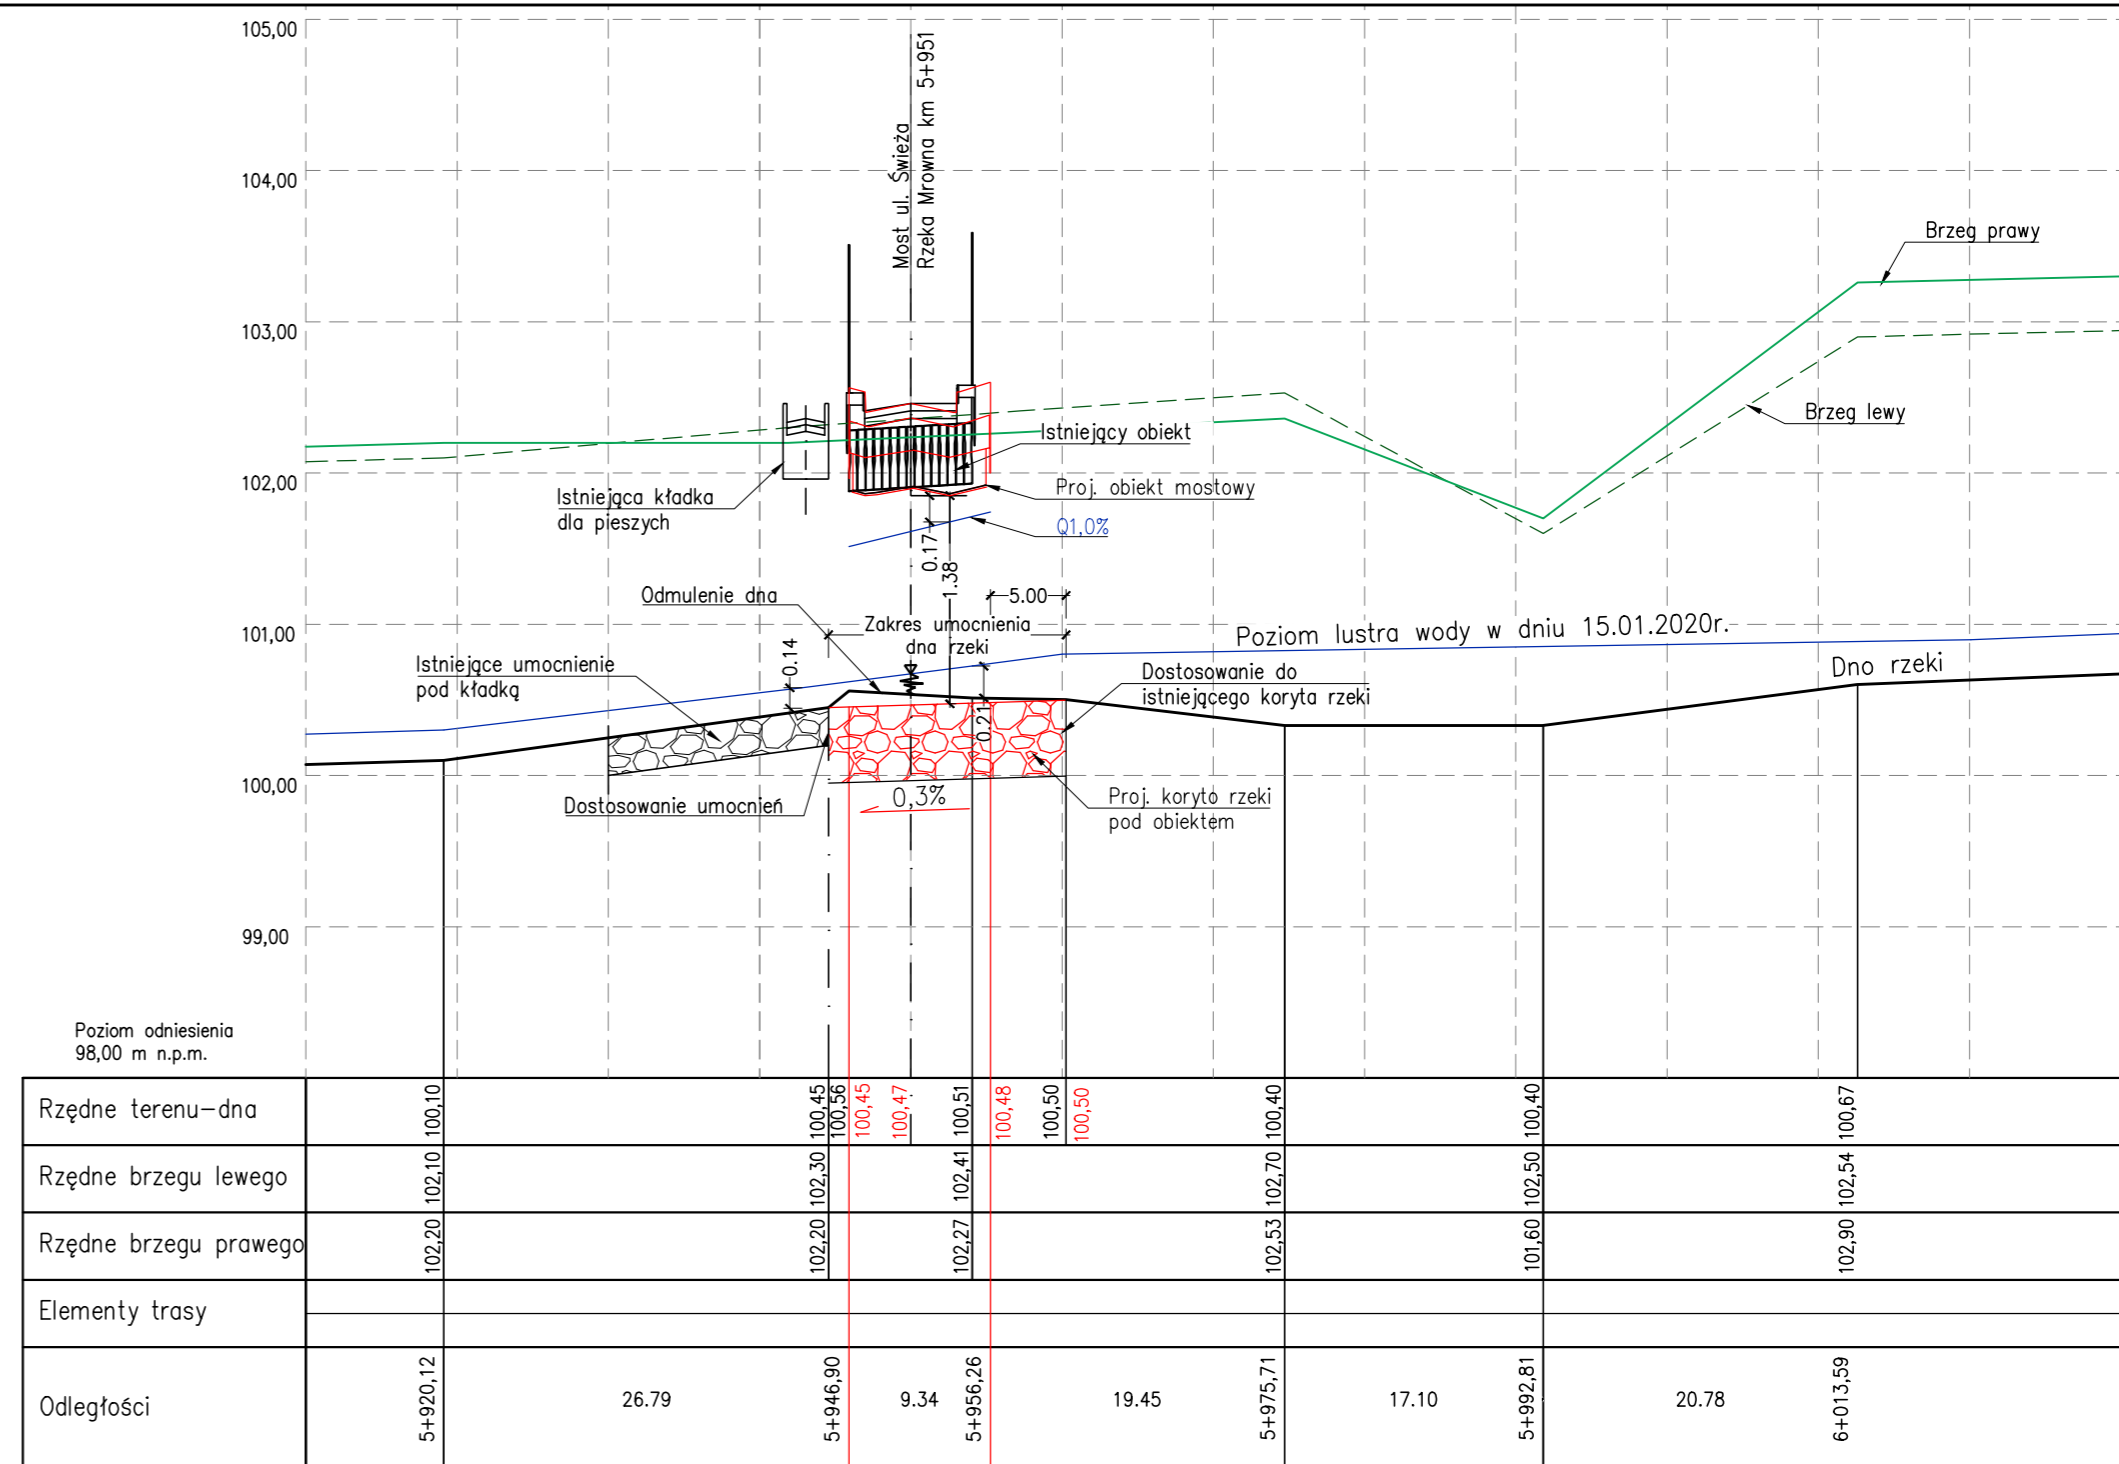 105,00
104,00
103,00
102,00
101,00
100,00
99,00
Most ul. Świeża
Rzeka Mrowna km 5+951
Brzeg prawy
Brzeg lewy
Istniejący obiekt
Proj. obiekt mostowy
Q1,0%
Istniejąca kładka
dla pieszych
0.17
1.38
Odmulenie dna
5.00
Zakres umocnienia
dna rzeki
Poziom lustra wody w dniu 15.01.2020r.
0.14
Istniejące umocnienie
pod kładką
Dostosowanie do
istniejącego koryta rzeki
Dno rzeki
0.21
Dostosowanie umocnień
0,3%
Proj. koryto rzeki
pod obiektem
Poziom odniesienia
98,00 m n.p.m.
Rzędne terenu-dna 100,10 100,45 100,56 100,45 100,47 100,51 100,48 100,50 100,50 100,40 100,40 100,67
Rzędne brzegu lewego 102,10 102,30 102,41 102,70 102,50 102,54
Rzędne brzegu prawego 102,20 102,20 102,27 102,53 101,60 102,90
Elementy trasy
Odległości 5+920,12 26.79 5+946,90 9.34 5+956,26 19.45 5+975,71 17.10 5+992,81 20.78 6+013,59